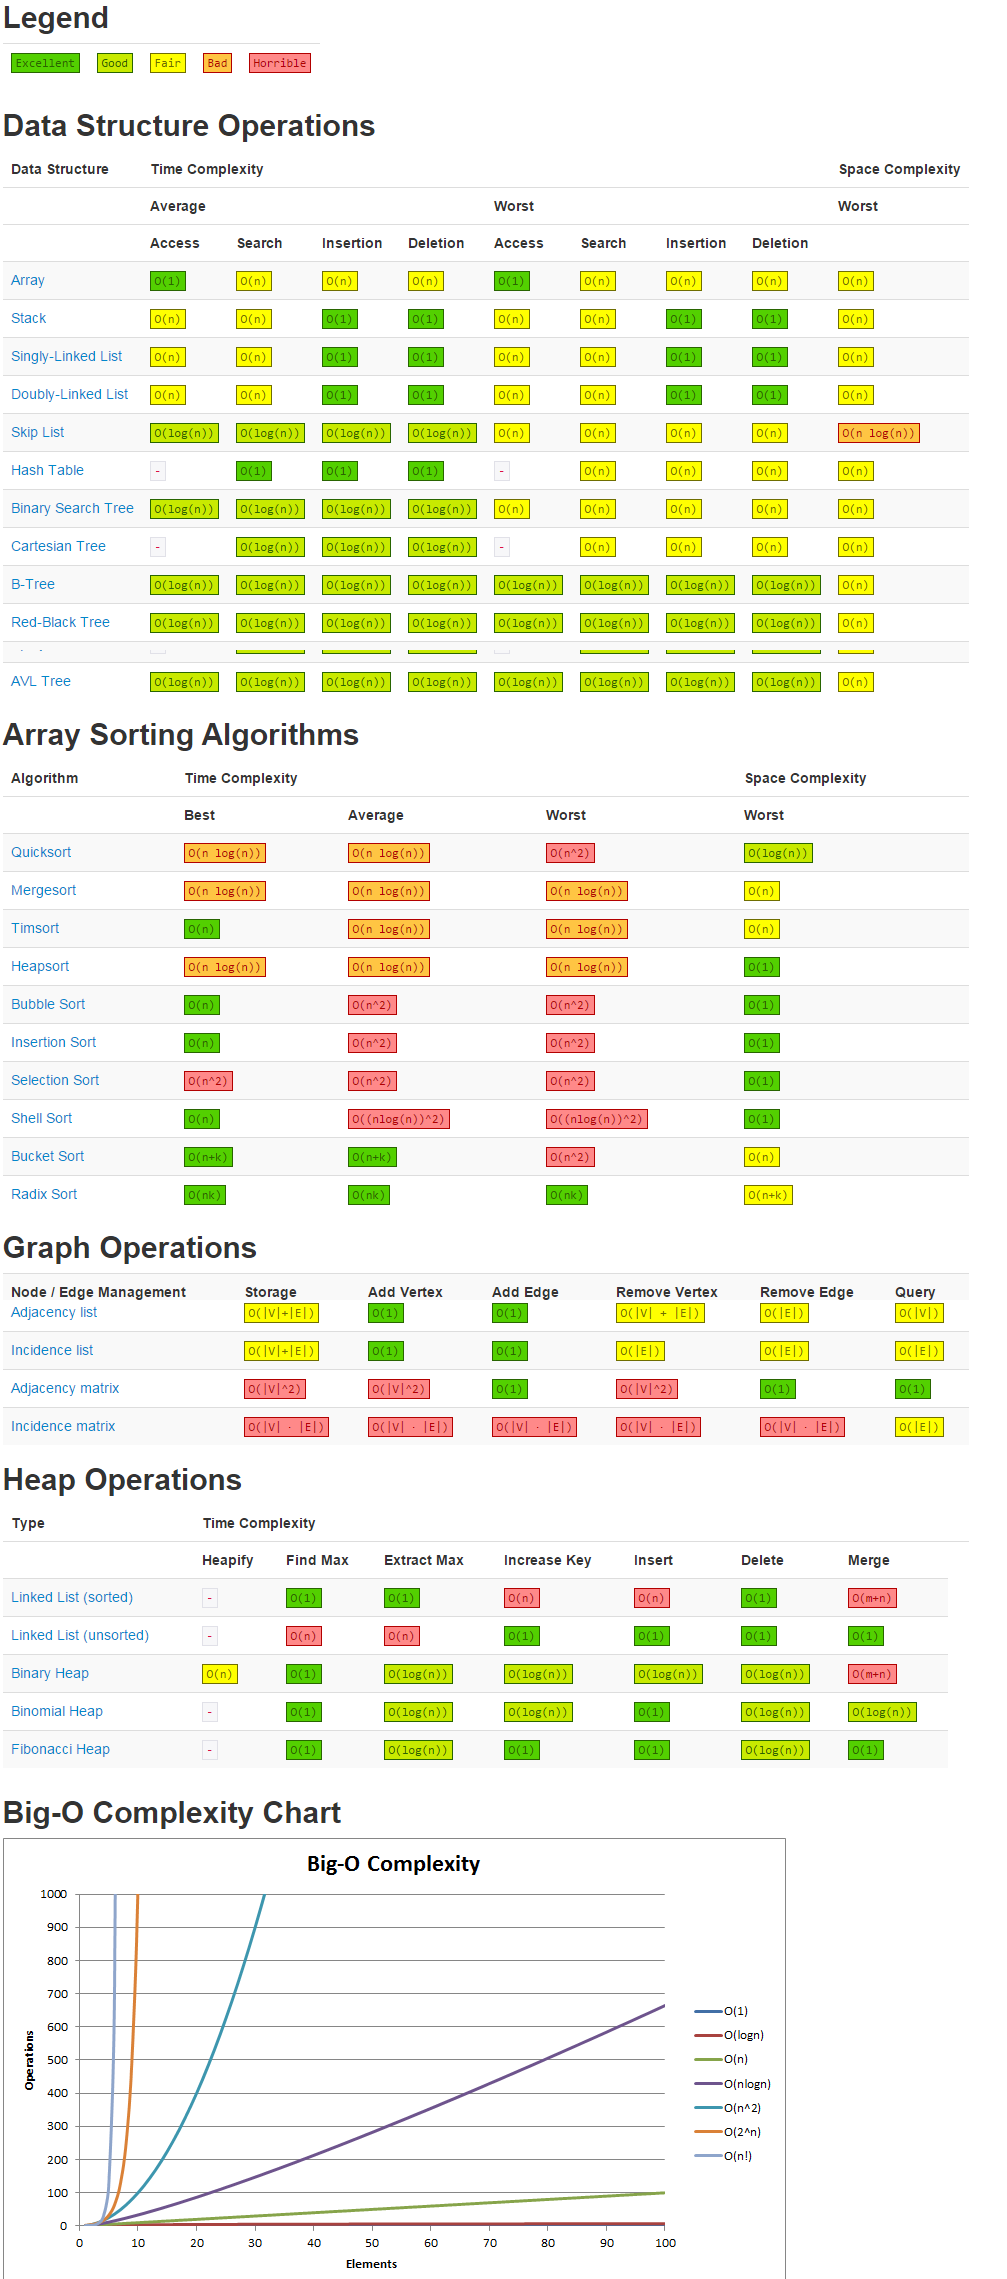 Legend
Excellent Good Fair Bad Horrible
Data Structure Operations
Data Structure Time Complexity Space Complexity
Average Worst Worst
Access Search Insertion Deletion Access Search Insertion Deletion
Array O(1) O(n) O(n) O(n) O(1) O(n) O(n) O(n) O(n)
Stack O(n) O(n) O(1) O(1) O(n) O(n) O(1) O(1) O(n)
Singly-Linked List O(n) O(n) O(1) O(1) O(n) O(n) O(1) O(1) O(n)
Doubly-Linked List O(n) O(n) O(1) O(1) O(n) O(n) O(1) O(1) O(n)
Skip List O(log(n)) O(log(n)) O(log(n)) O(log(n)) O(n) O(n) O(n) O(n) O(n log(n))
Hash Table - O(1) O(1) O(1) - O(n) O(n) O(n) O(n)
Binary Search Tree O(log(n)) O(log(n)) O(log(n)) O(log(n)) O(n) O(n) O(n) O(n) O(n)
Cartesian Tree - O(log(n)) O(log(n)) O(log(n)) - O(n) O(n) O(n) O(n)
B-Tree O(log(n)) O(log(n)) O(log(n)) O(log(n)) O(log(n)) O(log(n)) O(log(n)) O(log(n)) O(n)
Red-Black Tree O(log(n)) O(log(n)) O(log(n)) O(log(n)) O(log(n)) O(log(n)) O(log(n)) O(log(n)) O(n)
AVL Tree O(log(n)) O(log(n)) O(log(n)) O(log(n)) O(log(n)) O(log(n)) O(log(n)) O(log(n)) O(n)
Array Sorting Algorithms
Algorithm Time Complexity Space Complexity
Best Average Worst Worst
Quicksort O(n log(n)) O(n log(n)) O(n^2) O(log(n))
Mergesort O(n log(n)) O(n log(n)) O(n log(n)) O(n)
Timsort O(n) O(n log(n)) O(n log(n)) O(n)
Heapsort O(n log(n)) O(n log(n)) O(n log(n)) O(1)
Bubble Sort O(n) O(n^2) O(n^2) O(1)
Insertion Sort O(n) O(n^2) O(n^2) O(1)
Selection Sort O(n^2) O(n^2) O(n^2) O(1)
Shell Sort O(n) O((nlog(n))^2) O((nlog(n))^2) O(1)
Bucket Sort O(n+k) O(n+k) O(n^2) O(n)
Radix Sort O(nk) O(nk) O(nk) O(n+k)
Graph Operations
Node / Edge Management Storage Add Vertex Add Edge Remove Vertex Remove Edge Query
Adjacency list O(|V|+|E|) O(1) O(1) O(|V| + |E|) O(|E|) O(|V|)
Incidence list O(|V|+|E|) O(1) O(1) O(|E|) O(|E|) O(|E|)
Adjacency matrix O(|V|^2) O(|V|^2) O(1) O(|V|^2) O(1) O(1)
Incidence matrix O(|V| · |E|) O(|V| · |E|) O(|V| · |E|) O(|V| · |E|) O(|V| · |E|) O(|E|)
Heap Operations
Type Time Complexity
Heapify Find Max Extract Max Increase Key Insert Delete Merge
Linked List (sorted) - O(1) O(1) O(n) O(n) O(1) O(m+n)
Linked List (unsorted) - O(n) O(n) O(1) O(1) O(1) O(1)
Binary Heap O(n) O(1) O(log(n)) O(log(n)) O(log(n)) O(log(n)) O(m+n)
Binomial Heap - O(1) O(log(n)) O(log(n)) O(1) O(log(n)) O(log(n))
Fibonacci Heap - O(1) O(log(n)) O(1) O(1) O(log(n)) O(1)
Big-O Complexity Chart
Big-O Complexity
1000
900
800
700
600
500
400
300
200
100
0
Operations
0 10 20 30 40 50 60 70 80 90 100
Elements
O(1)
O(logn)
O(n)
O(nlogn)
O(n^2)
O(2^n)
O(n!)